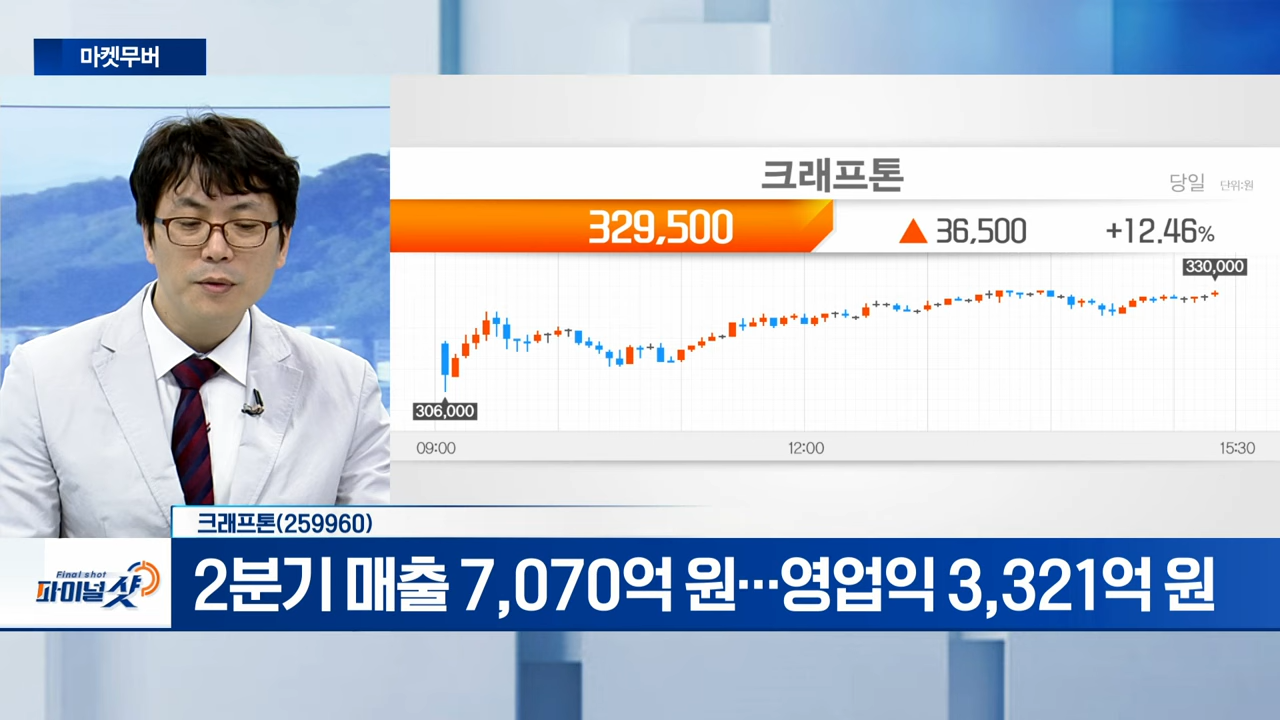 마켓무버
크래프톤
당일 단위:원
329,500 ▲ 36,500 +12.46%
330,000
306,000
09:00 12:00 15:30
크래프톤(259960)
Final shot
파이널샷
2분기 매출 7,070억 원…영업익 3,321억 원